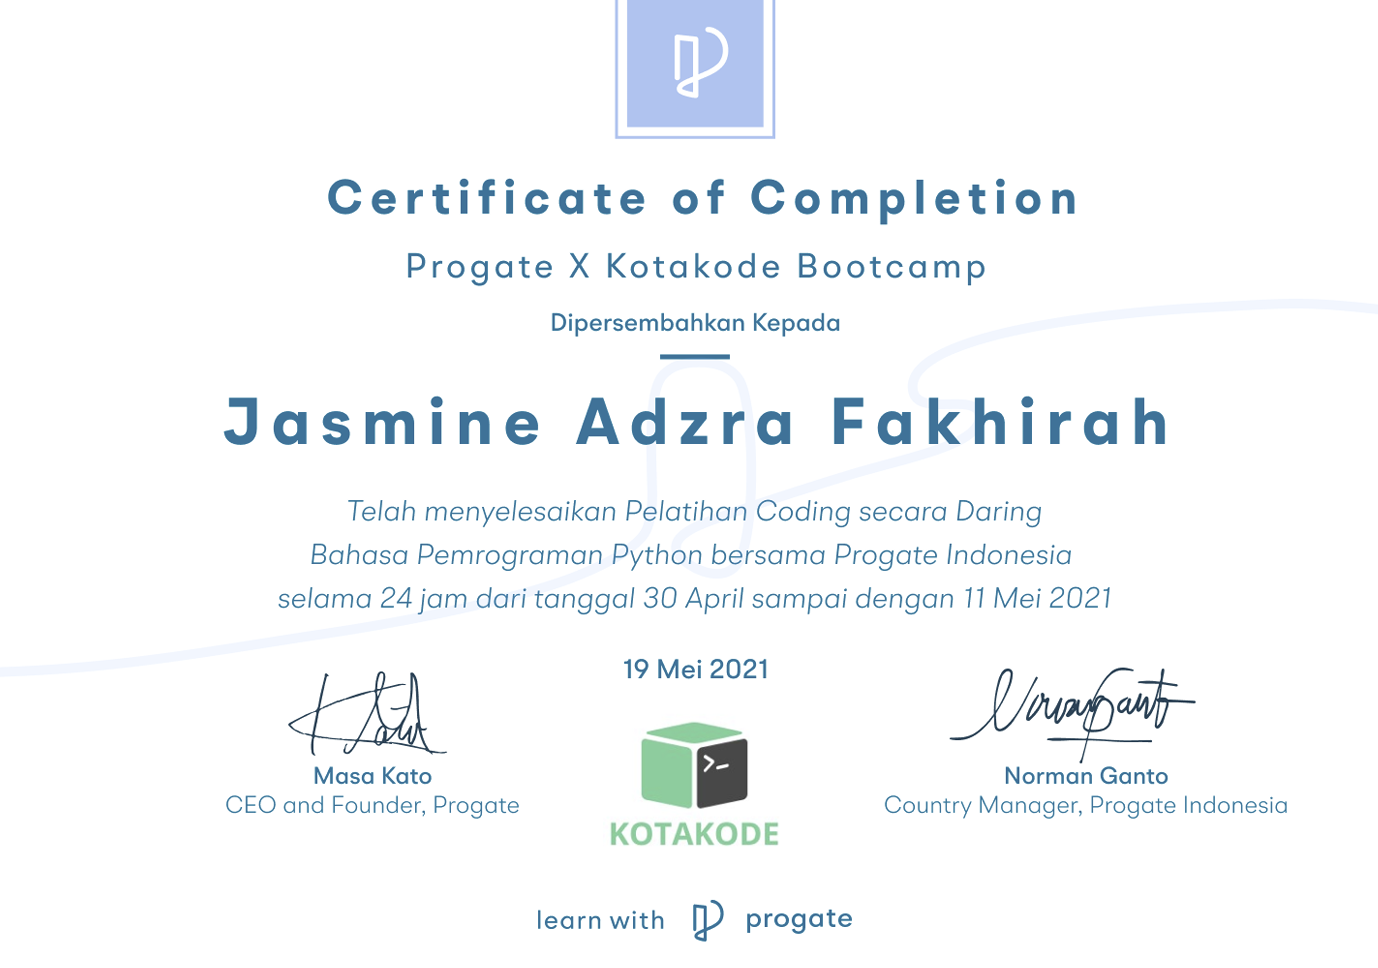 Certificate of Completion
Progate X Kotakode Bootcamp
Dipersembahkan Kepada
Jasmine Adzra Fakhirah
Telah menyelesaikan Pelatihan Coding secara Daring
Bahasa Pemrograman Python bersama Progate Indonesia
selama 24 jam dari tanggal 30 April sampai dengan 11 Mei 2021
19 Mei 2021
Masa Kato
CEO and Founder, Progate
Norman Ganto
Country Manager, Progate Indonesia
>_
KOTAKODE
learn with progate